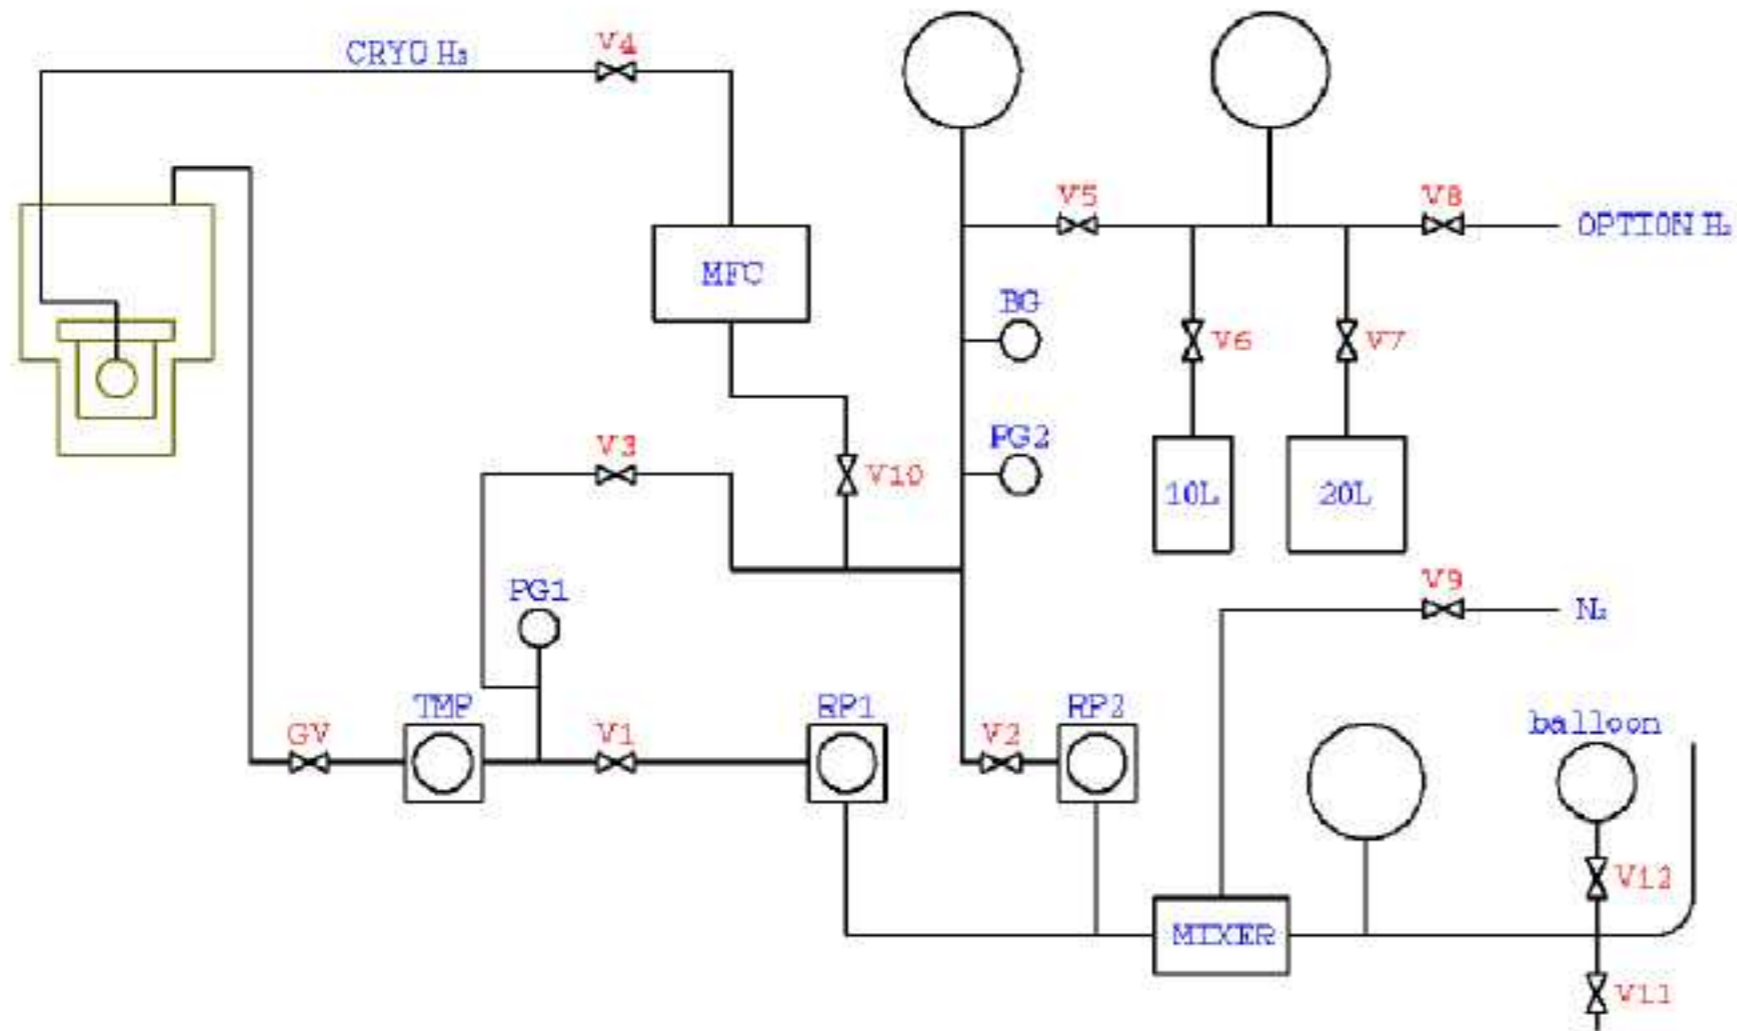 CRYO H₂
V4
V5
V8
OPTION H₂
MFC
BG
V6
V7
V3
V10
PG2
10L
20L
V9
N₂
PG1
TMP
RP1
RP2
GV
V1
V2
balloon
V12
MIXER
V11